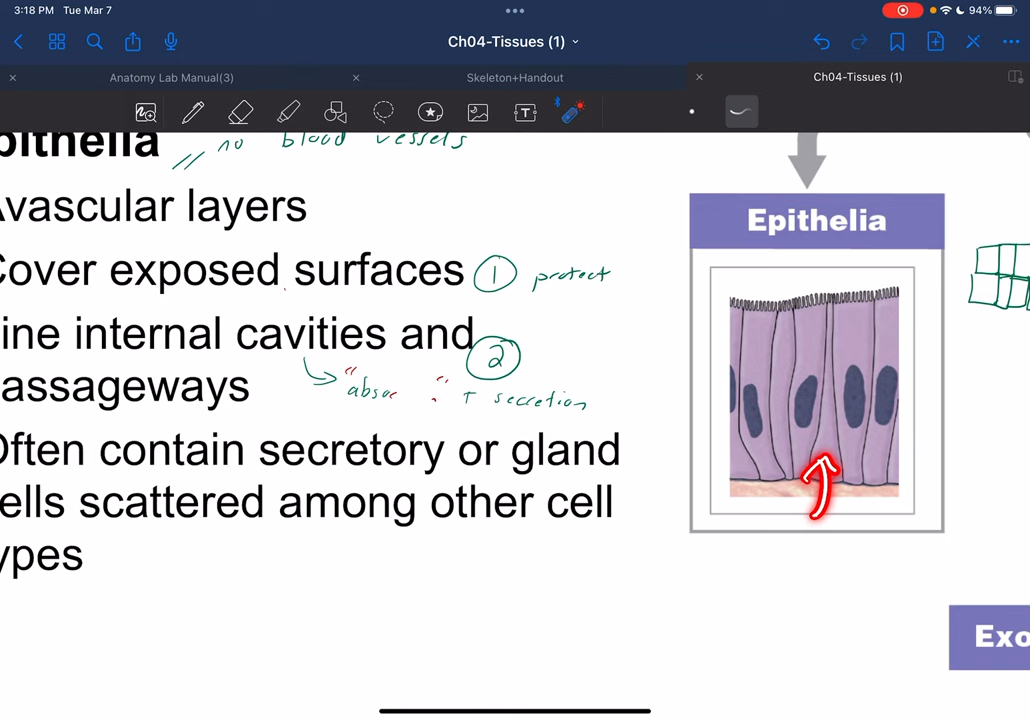 3:18 PM Tue Mar 7
94%
Ch04-Tissues (1)
Anatomy Lab Manual(3)
Skeleton+Handout
Ch04-Tissues (1)
pithelia
no blood vessels
Avascular layers
Cover exposed surfaces 1 protect
ine internal cavities and
2
assageways
" abso " + secretion
Often contain secretory or gland
ells scattered among other cell
ypes
Epithelia
Exo